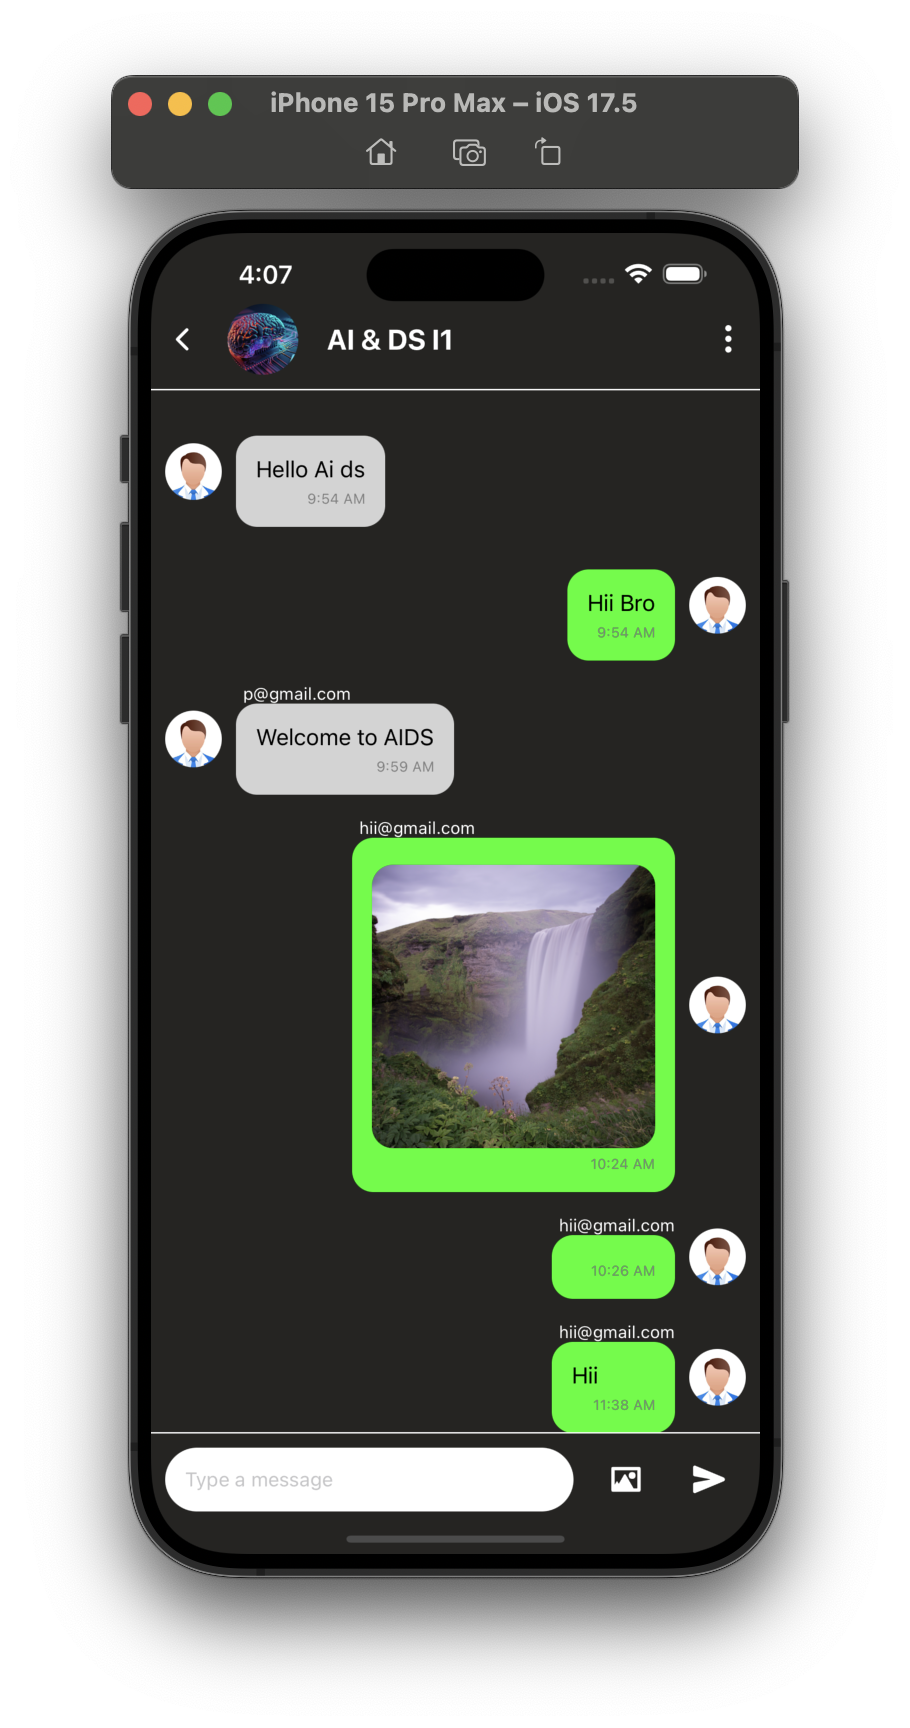 iPhone 15 Pro Max – iOS 17.5
4:07
AI & DS I1
Hello Ai ds
9:54 AM
Hii Bro
9:54 AM
p@gmail.com
Welcome to AIDS
9:59 AM
hii@gmail.com
10:24 AM
hii@gmail.com
10:26 AM
hii@gmail.com
Hii
11:38 AM
Type a message